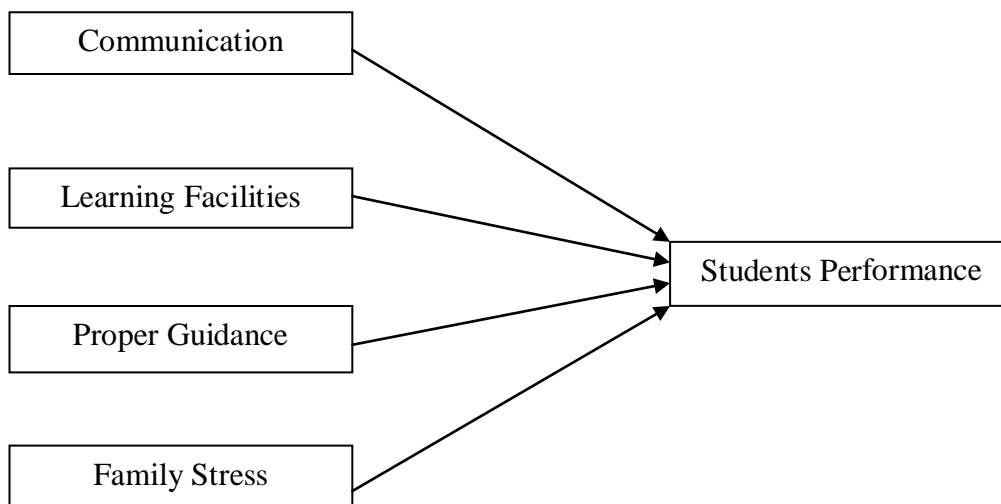 Communication
Learning Facilities
Students Performance
Proper Guidance
Family Stress